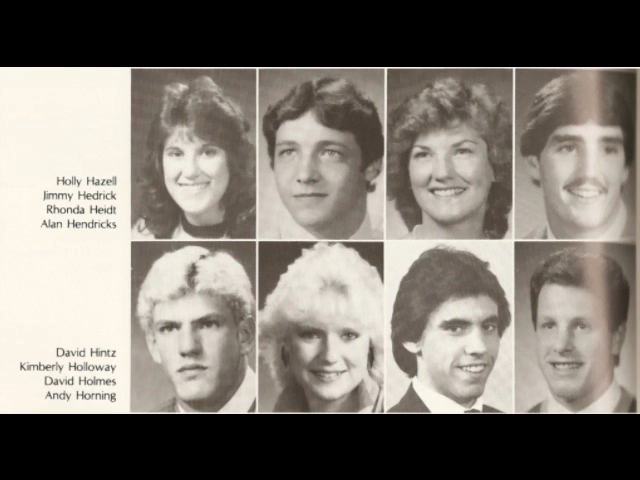 Holly Hazell
Jimmy Hedrick
Rhonda Heidt
Alan Hendricks
David Hintz
Kimberly Holloway
David Holmes
Andy Horning